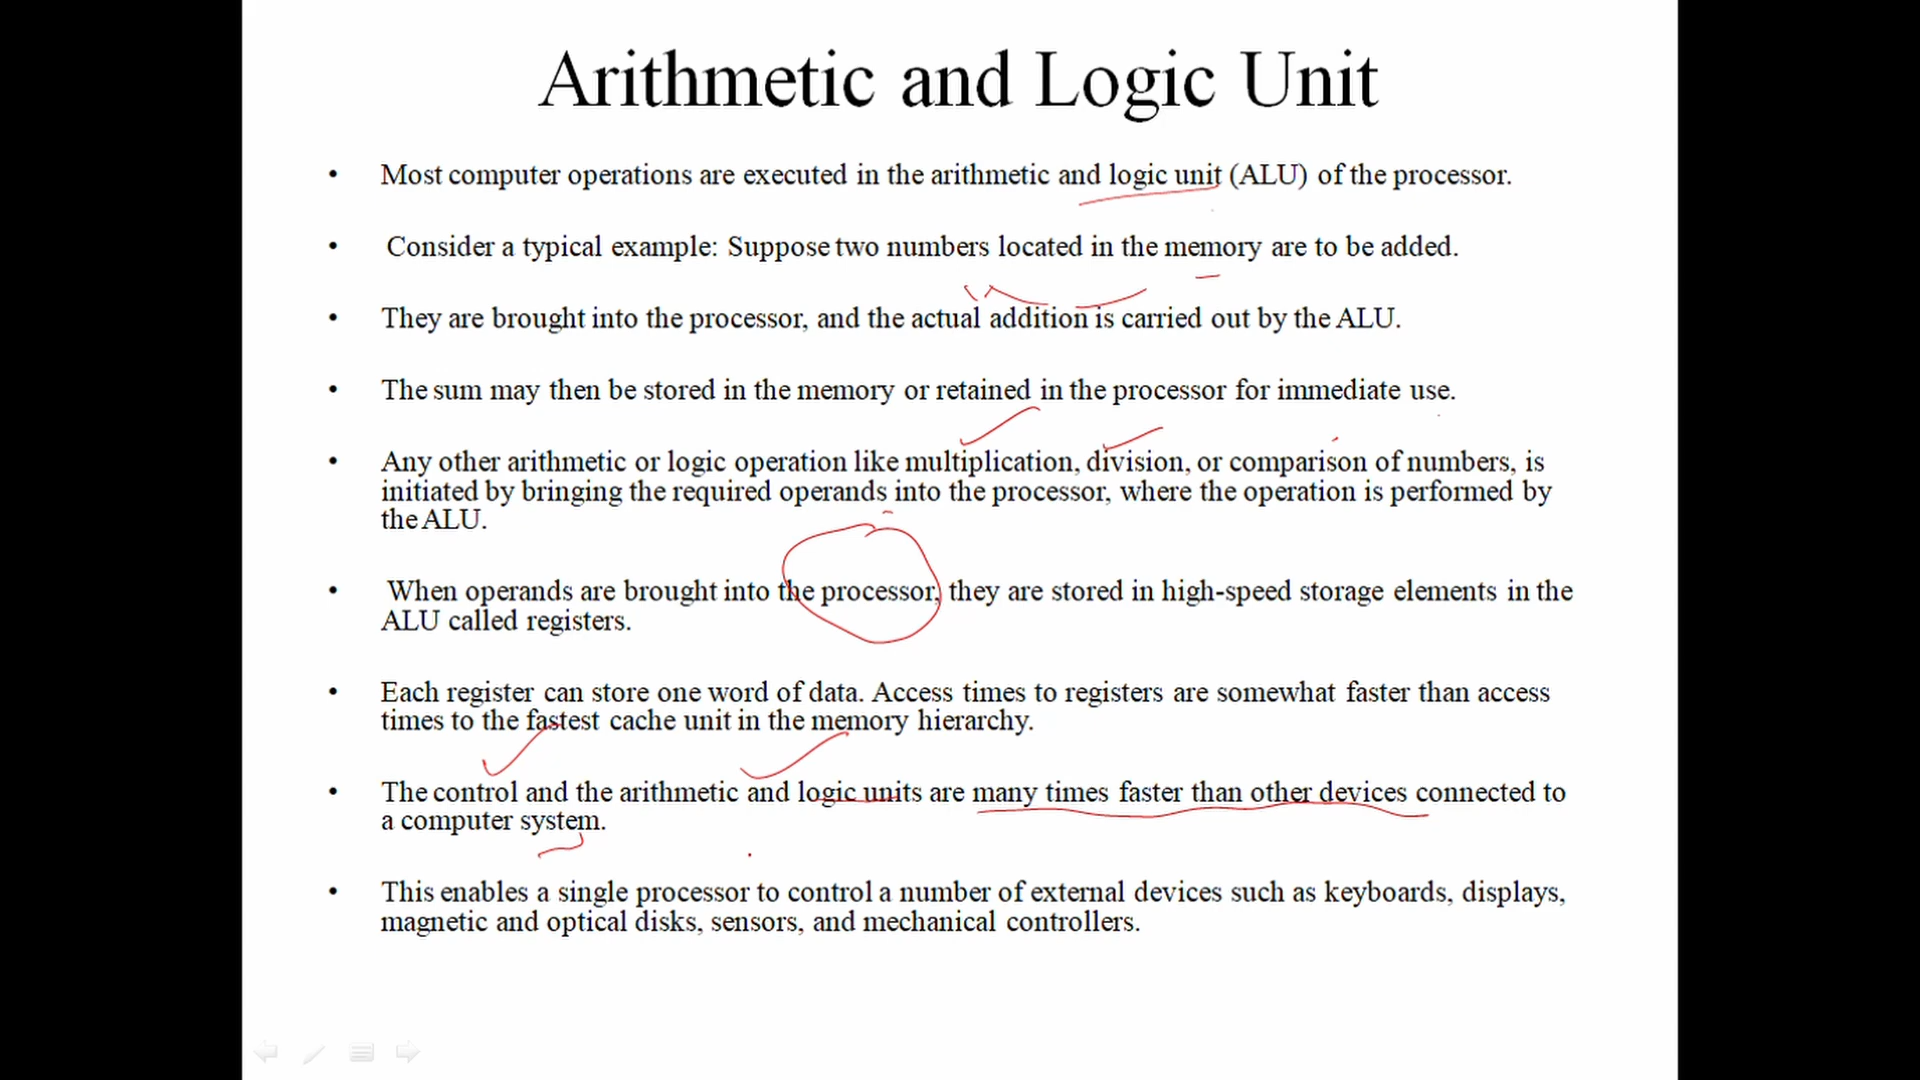 Arithmetic and Logic Unit
• Most computer operations are executed in the arithmetic and logic unit (ALU) of the processor.
• Consider a typical example: Suppose two numbers located in the memory are to be added.
• They are brought into the processor, and the actual addition is carried out by the ALU.
• The sum may then be stored in the memory or retained in the processor for immediate use.
• Any other arithmetic or logic operation like multiplication, division, or comparison of numbers, is
initiated by bringing the required operands into the processor, where the operation is performed by
the ALU.
• When operands are brought into the processor, they are stored in high-speed storage elements in the
ALU called registers.
• Each register can store one word of data. Access times to registers are somewhat faster than access
times to the fastest cache unit in the memory hierarchy.
• The control and the arithmetic and logic units are many times faster than other devices connected to
a computer system.
• This enables a single processor to control a number of external devices such as keyboards, displays,
magnetic and optical disks, sensors, and mechanical controllers.